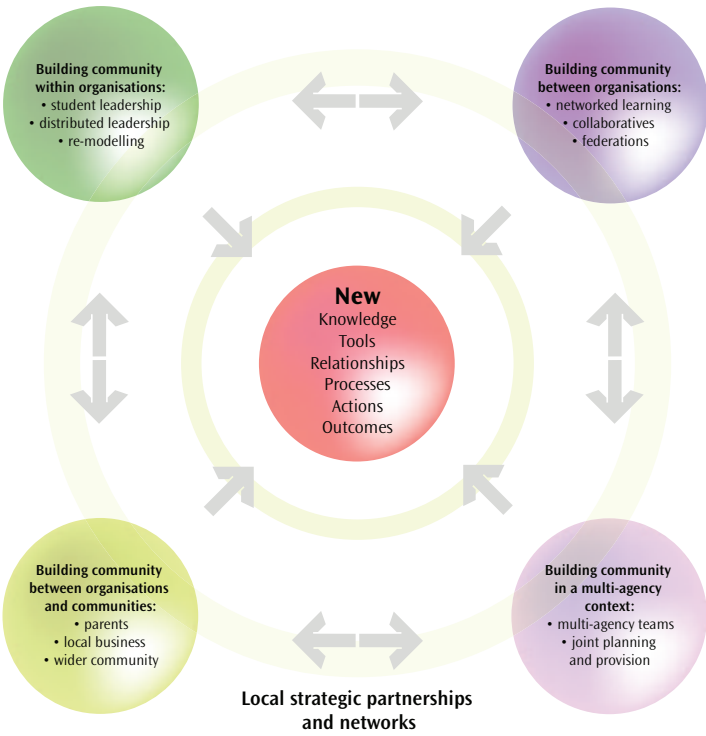 Building community
within organisations:
• student leadership
• distributed leadership
• re-modelling
Building community
between organisations:
• networked learning
• collaboratives
• federations
New
Knowledge
Tools
Relationships
Processes
Actions
Outcomes
Building community
between organisations
and communities:
• parents
• local business
• wider community
Building community
in a multi-agency
context:
• multi-agency teams
• joint planning
and provision
Local strategic partnerships
and networks